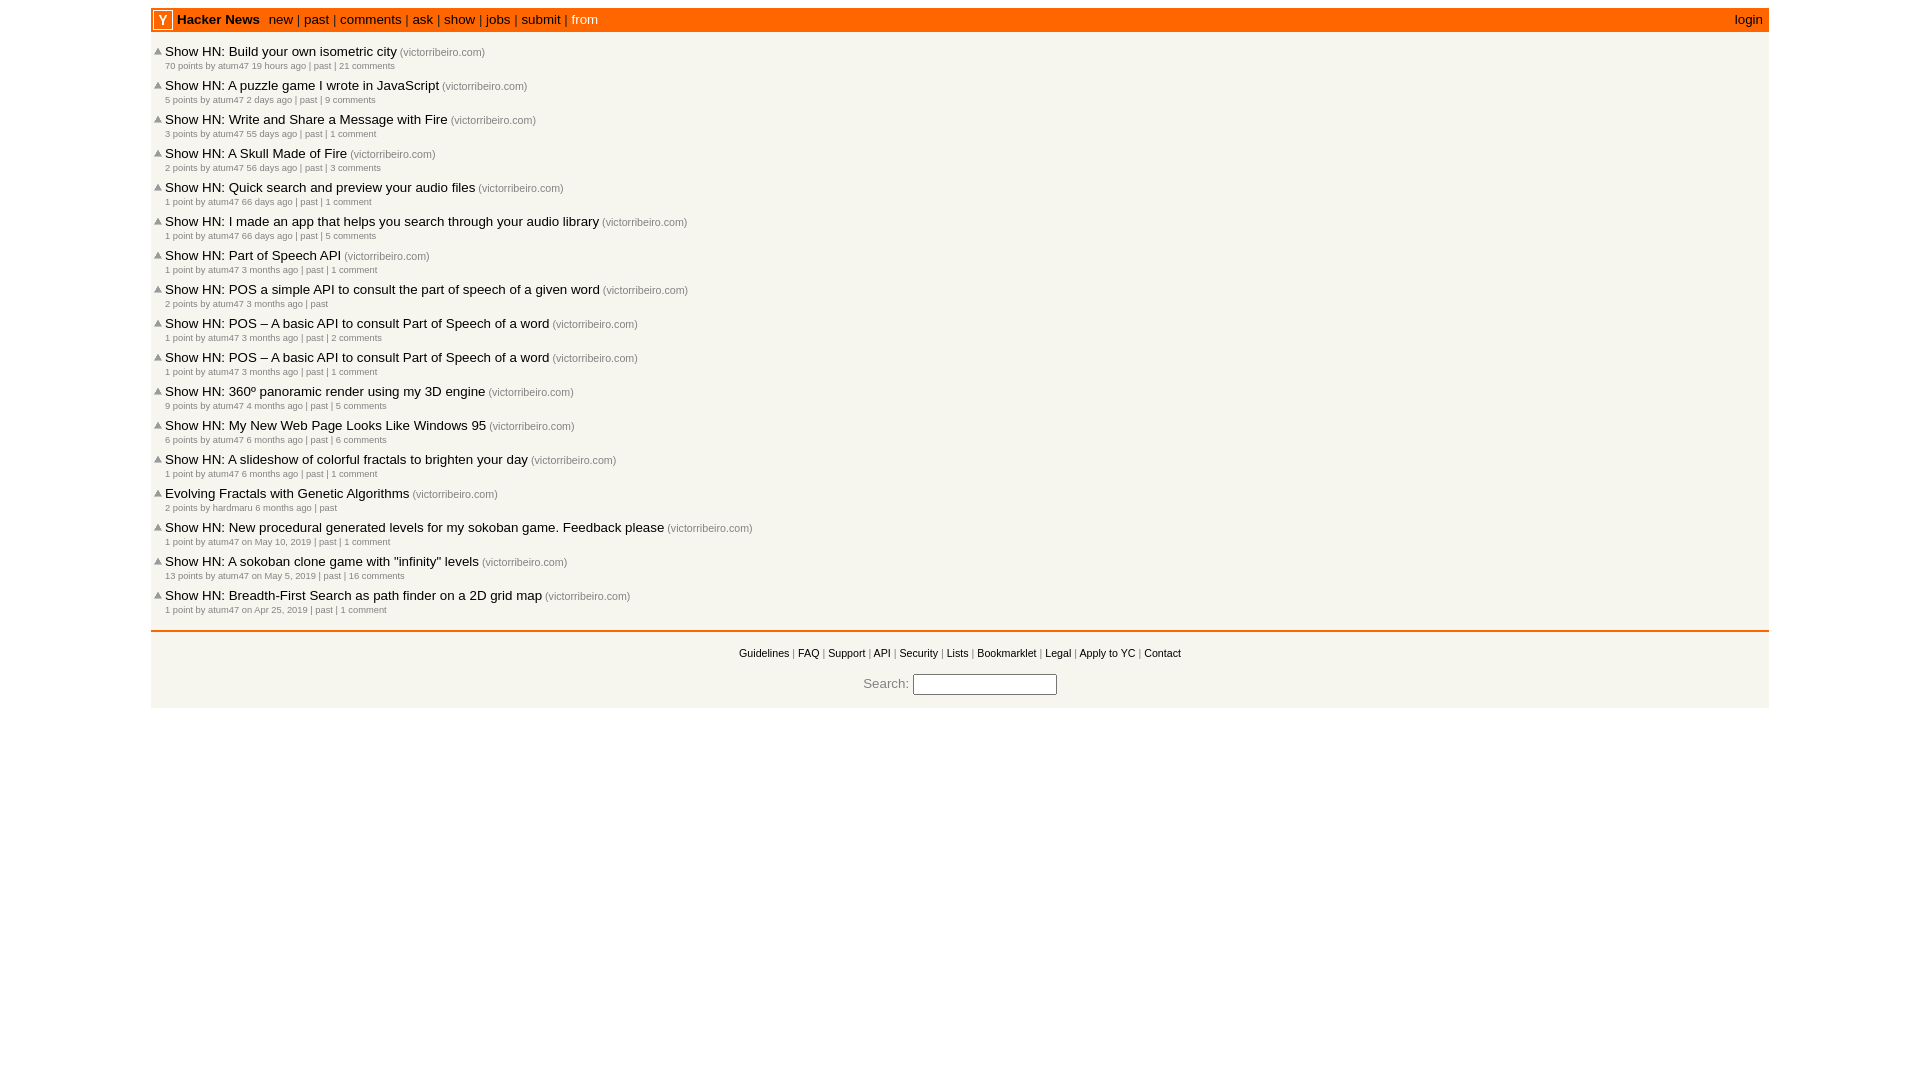 Y Hacker News new | past | comments | ask | show | jobs | submit | from login
Show HN: Build your own isometric city (victorribeiro.com)
70 points by atum47 19 hours ago | past | 21 comments
Show HN: A puzzle game I wrote in JavaScript (victorribeiro.com)
5 points by atum47 2 days ago | past | 9 comments
Show HN: Write and Share a Message with Fire (victorribeiro.com)
3 points by atum47 55 days ago | past | 1 comment
Show HN: A Skull Made of Fire (victorribeiro.com)
2 points by atum47 56 days ago | past | 3 comments
Show HN: Quick search and preview your audio files (victorribeiro.com)
1 point by atum47 66 days ago | past | 1 comment
Show HN: I made an app that helps you search through your audio library (victorribeiro.com)
1 point by atum47 66 days ago | past | 5 comments
Show HN: Part of Speech API (victorribeiro.com)
1 point by atum47 3 months ago | past | 1 comment
Show HN: POS a simple API to consult the part of speech of a given word (victorribeiro.com)
2 points by atum47 3 months ago | past
Show HN: POS – A basic API to consult Part of Speech of a word (victorribeiro.com)
1 point by atum47 3 months ago | past | 2 comments
Show HN: POS – A basic API to consult Part of Speech of a word (victorribeiro.com)
1 point by atum47 3 months ago | past | 1 comment
Show HN: 360º panoramic render using my 3D engine (victorribeiro.com)
9 points by atum47 4 months ago | past | 5 comments
Show HN: My New Web Page Looks Like Windows 95 (victorribeiro.com)
6 points by atum47 6 months ago | past | 6 comments
Show HN: A slideshow of colorful fractals to brighten your day (victorribeiro.com)
1 point by atum47 6 months ago | past | 1 comment
Evolving Fractals with Genetic Algorithms (victorribeiro.com)
2 points by hardmaru 6 months ago | past
Show HN: New procedural generated levels for my sokoban game. Feedback please (victorribeiro.com)
1 point by atum47 on May 10, 2019 | past | 1 comment
Show HN: A sokoban clone game with "infinity" levels (victorribeiro.com)
13 points by atum47 on May 5, 2019 | past | 16 comments
Show HN: Breadth-First Search as path finder on a 2D grid map (victorribeiro.com)
1 point by atum47 on Apr 25, 2019 | past | 1 comment
Guidelines | FAQ | Support | API | Security | Lists | Bookmarklet | Legal | Apply to YC | Contact
Search: